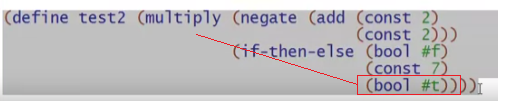 (define test2 (multiply (negate (add (const 2)
(const 2)))
(if-then-else (bool #f)
(const 7)
(bool #t))))